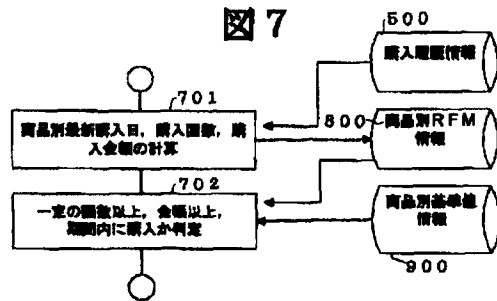 図7
500
購入履歴情報
701
商品別最新購入日，購入回数，購
入金額の計算
800
商品別RFM
情報
702
一定の回数以上，金額以上，
期間内に購入か判定
商品別基準値
情報
900